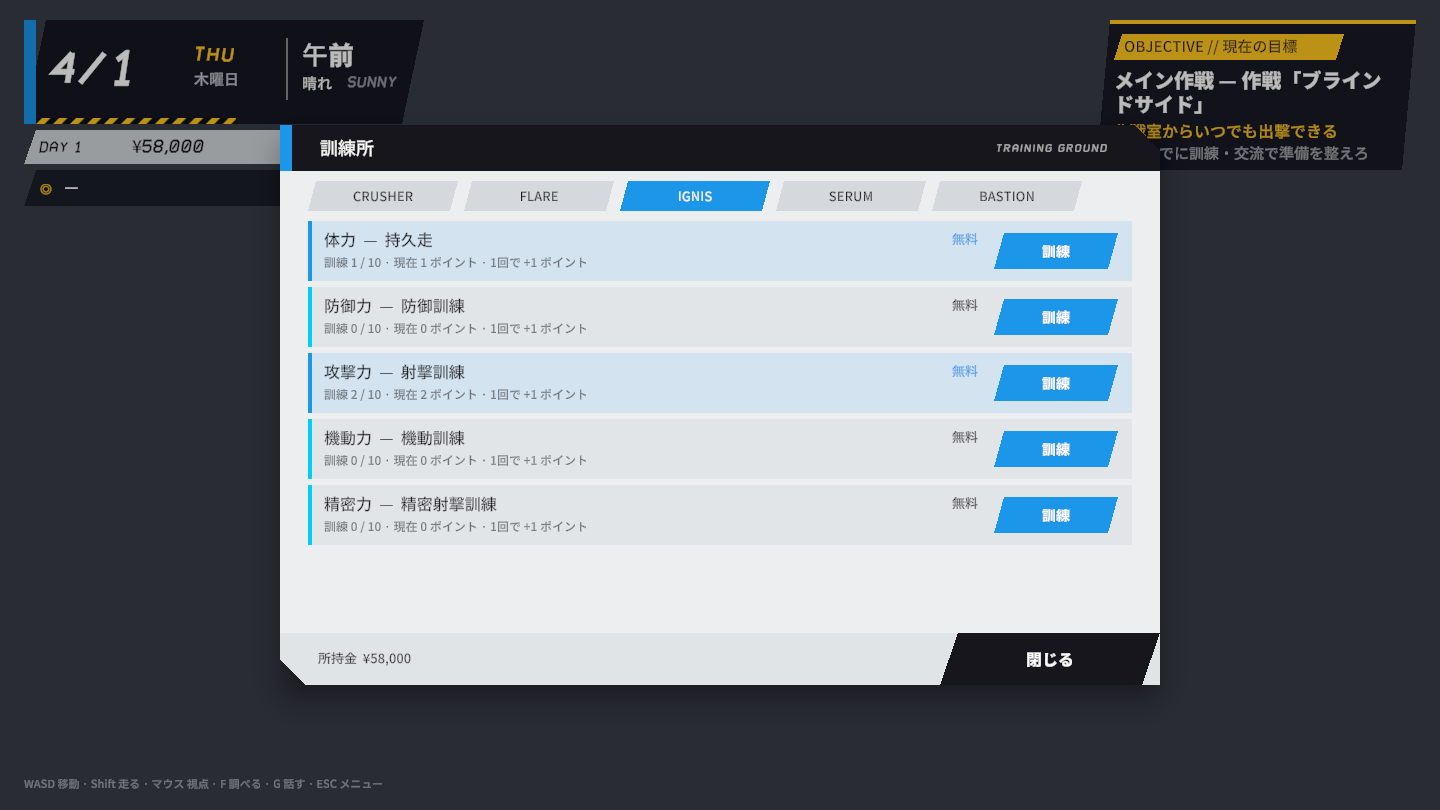 4/1
THU
木曜日
午前
晴れ SUNNY
DAY 1
¥58,000
—
OBJECTIVE // 現在の目標
メイン作戦 — 作戦「ブライン
ドサイド」
室からいつでも出撃できる
でに訓練・交流で準備を整えろ
訓練所
TRAINING GROUND
CRUSHER
FLARE
IGNIS
SERUM
BASTION
体力 — 持久走
無料
訓練
訓練 1 / 10 · 現在 1 ポイント · 1回で +1 ポイント
防御力 — 防御訓練
無料
訓練
訓練 0 / 10 · 現在 0 ポイント · 1回で +1 ポイント
攻撃力 — 射撃訓練
無料
訓練
訓練 2 / 10 · 現在 2 ポイント · 1回で +1 ポイント
機動力 — 機動訓練
無料
訓練
訓練 0 / 10 · 現在 0 ポイント · 1回で +1 ポイント
精密力 — 精密射撃訓練
無料
訓練
訓練 0 / 10 · 現在 0 ポイント · 1回で +1 ポイント
所持金 ¥58,000
閉じる
WASD 移動 · Shift 走る · マウス 視点 · F 調べる · G 話す · ESC メニュー